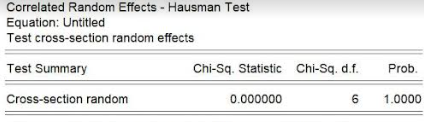 Correlated Random Effects - Hausman Test
Equation: Untitled
Test cross-section random effects
Test Summary Chi-Sq. Statistic Chi-Sq. d.f. Prob.
Cross-section random 0.000000 6 1.0000